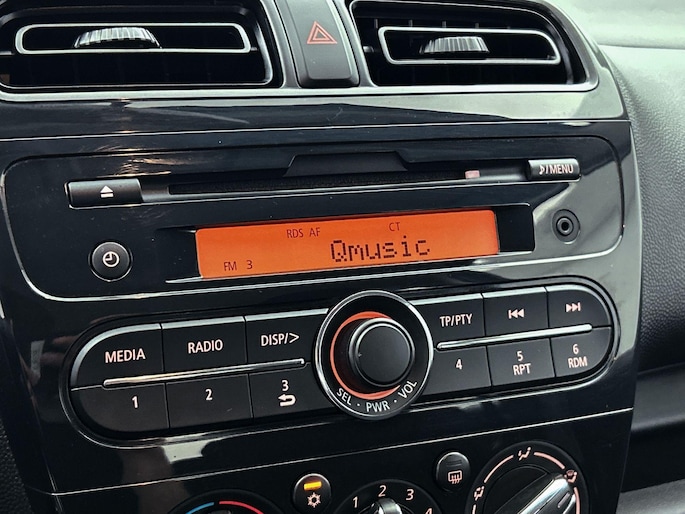 ♪/MENU
RDS AF CT
Qmusic
FM 3
MEDIA RADIO DISP/> TP/PTY
1 2 3 4 5 6
RPT RDM
SEL · PWR · VOL
1 2 3 4